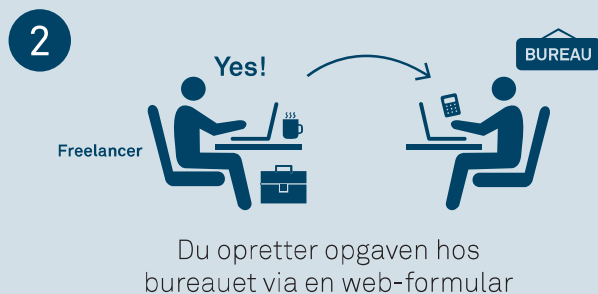 2
Yes!
BUREAU
Freelancer
Du opretter opgaven hos
bureauet via en web-formular